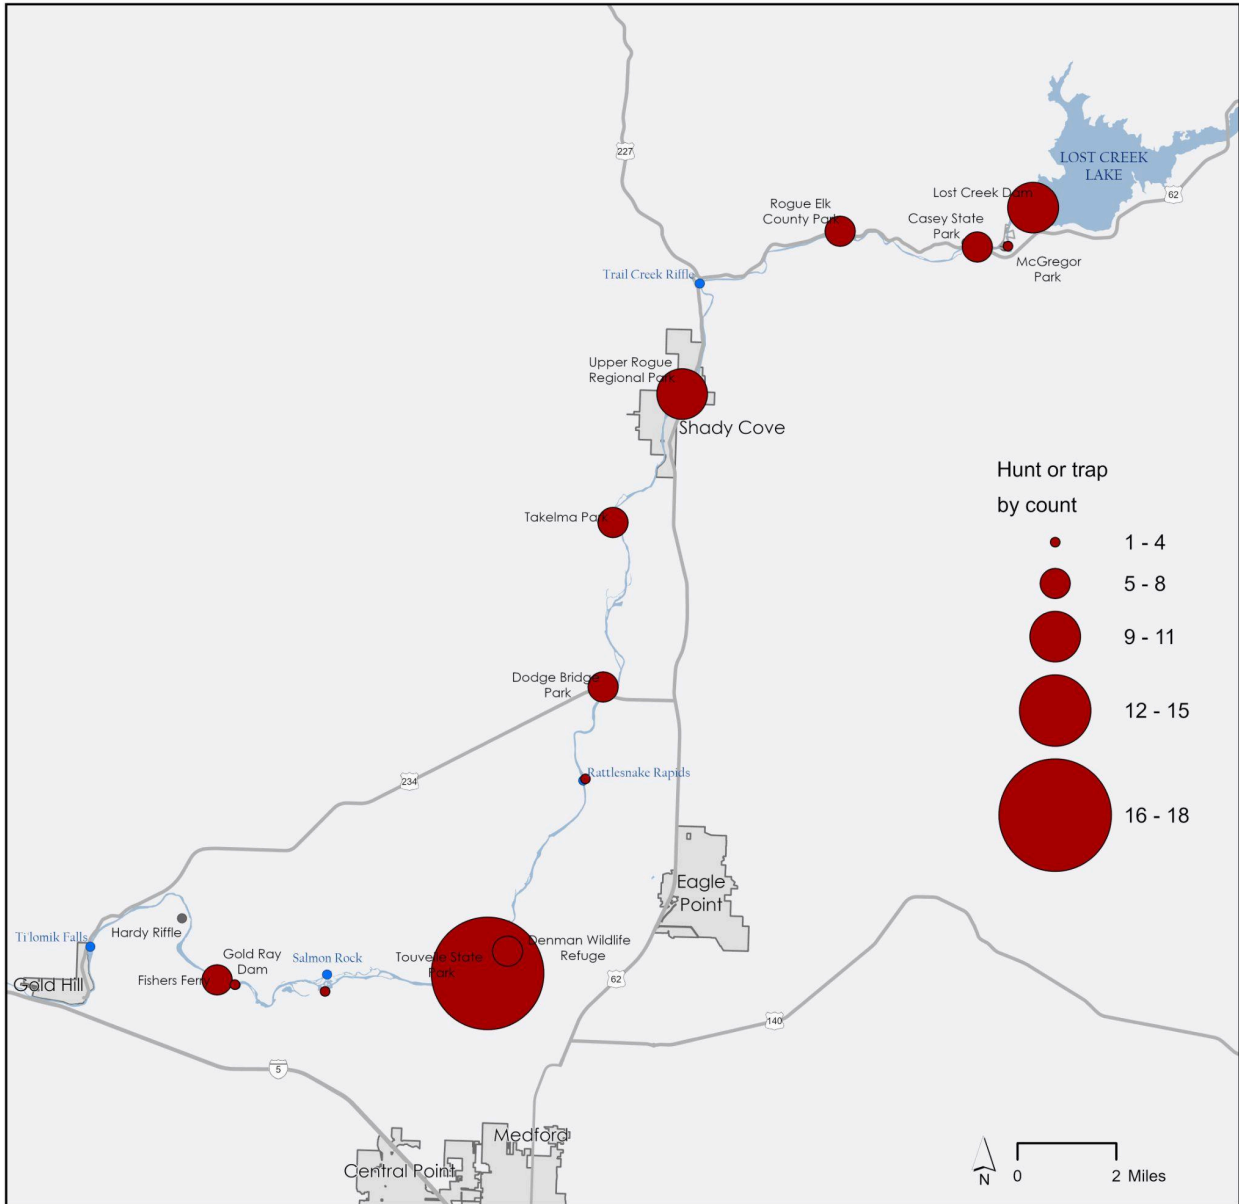 227
LOST CREEK
LAKE
62
Lost Creek Dam
Rogue Elk
County Park
Casey State
Park
McGregor
Park
Trail Creek Riffle
Upper Rogue
Regional Park
Shady Cove
Hunt or trap
by count
1 - 4
5 - 8
9 - 11
12 - 15
16 - 18
Takelma Park
Dodge Bridge
Park
234
Rattlesnake Rapids
Eagle
Point
Hardy Riffle
Ti'lomik Falls
Gold Ray
Dam
Fishers Ferry
Salmon Rock
Touvelle State
Park
Denman Wildlife
Refuge
Gold Hill
62
140
5
Medford
Central Point
N
0
2 Miles